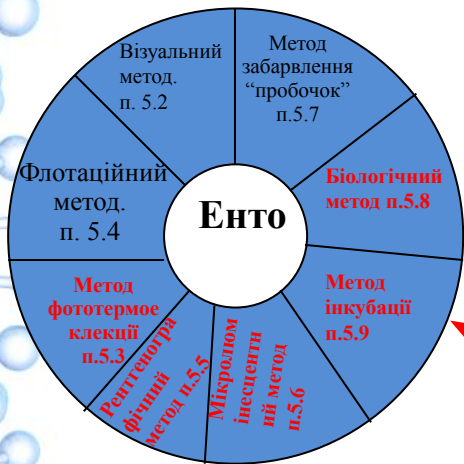 Візуальний
метод.
п. 5.2
Метод
забарвлення
“пробочок”
п.5.7
Біологічний
метод п.5.8
Метод
інкубації
п.5.9
Мікролюм
інесцентн
ий метод
п.5.6
Рентгеногра
фічний
метод п.5.5
Метод
фототермое
клекції
п.5.3
Флотаційний
метод.
п. 5.4
Енто